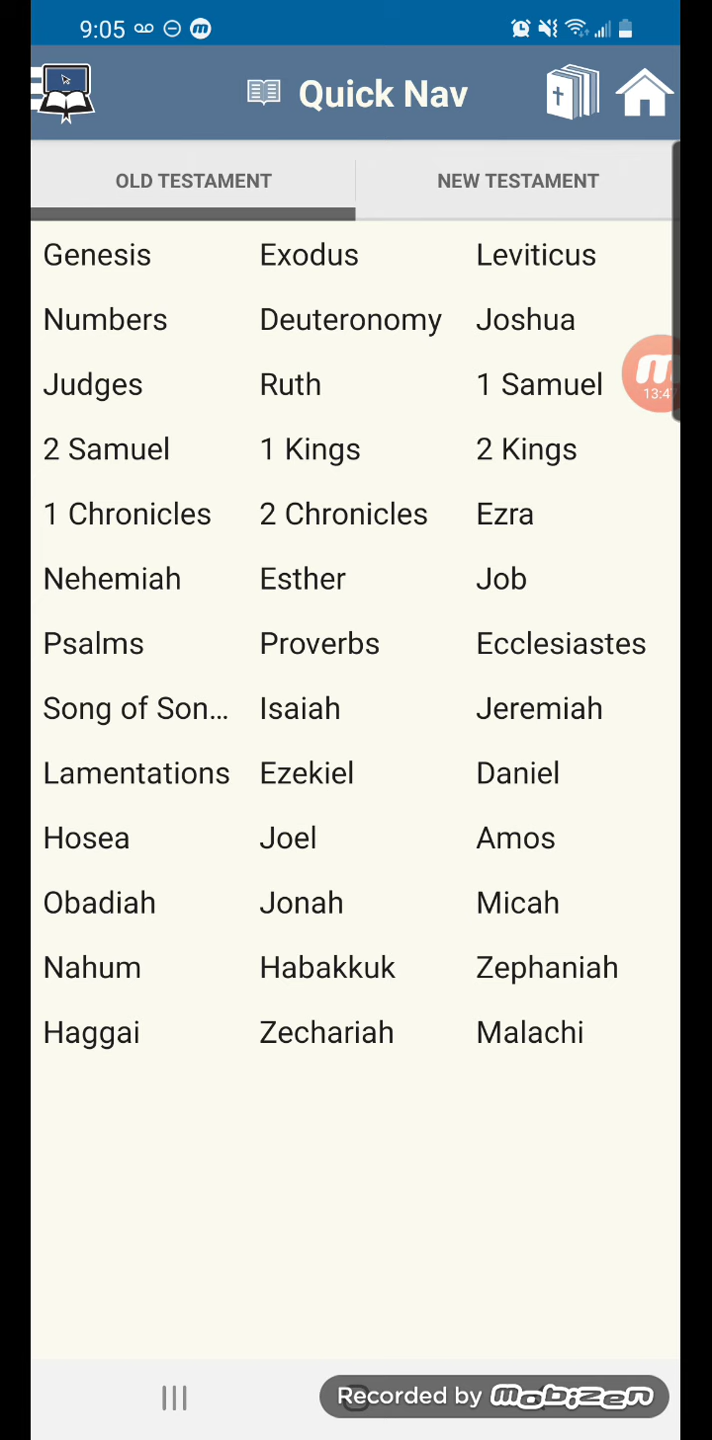 9:05
Quick Nav
OLD TESTAMENT NEW TESTAMENT
Genesis Exodus Leviticus
Numbers Deuteronomy Joshua
Judges Ruth 1 Samuel
13:47
2 Samuel 1 Kings 2 Kings
1 Chronicles 2 Chronicles Ezra
Nehemiah Esther Job
Psalms Proverbs Ecclesiastes
Song of Son... Isaiah Jeremiah
Lamentations Ezekiel Daniel
Hosea Joel Amos
Obadiah Jonah Micah
Nahum Habakkuk Zephaniah
Haggai Zechariah Malachi
Recorded by mobizen